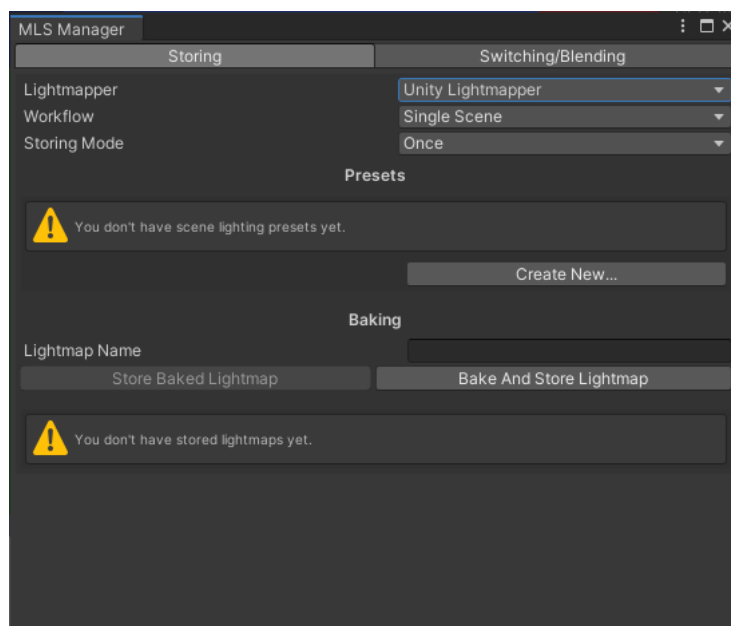 MLS Manager
Storing
Switching/Blending
Lightmapper
Unity Lightmapper
Workflow
Single Scene
Storing Mode
Once
Presets
You don't have scene lighting presets yet.
Create New...
Baking
Lightmap Name
Store Baked Lightmap
Bake And Store Lightmap
You don't have stored lightmaps yet.